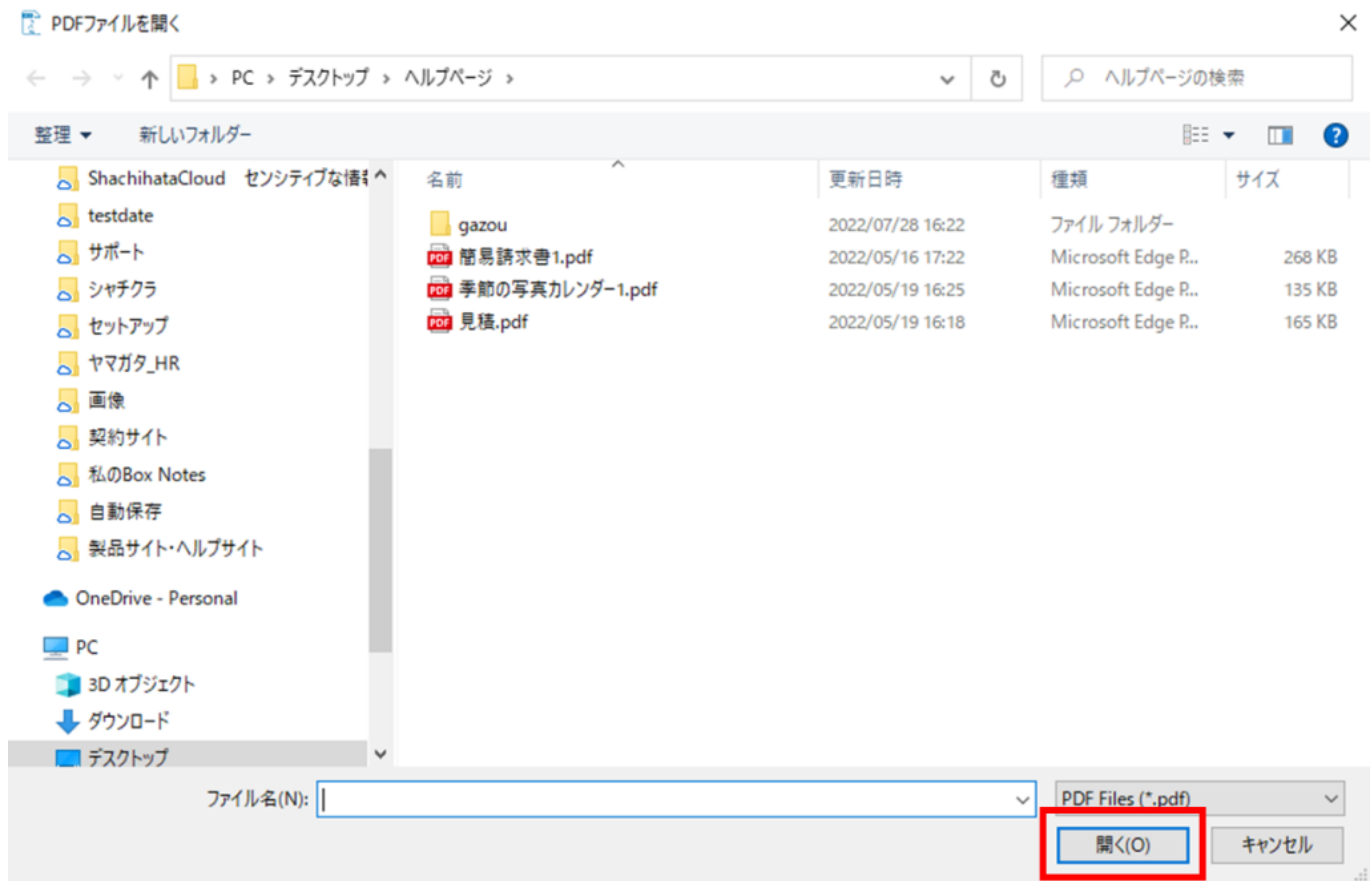 PDFファイルを開く
PC › デスクトップ › ヘルプページ ›
ヘルプページの検索
整理
新しいフォルダー
ShachihataCloud センシティブな情報
testdate
サポート
シャチクラ
セットアップ
ヤマガタ_HR
画像
契約サイト
私のBox Notes
自動保存
製品サイト・ヘルプサイト
OneDrive - Personal
PC
3D オブジェクト
ダウンロード
デスクトップ
名前 更新日時 種類 サイズ
gazou 2022/07/28 16:22 ファイル フォルダー
簡易請求書1.pdf 2022/05/16 17:22 Microsoft Edge P... 268 KB
季節の写真カレンダー1.pdf 2022/05/19 16:25 Microsoft Edge P... 135 KB
見積.pdf 2022/05/19 16:18 Microsoft Edge P... 165 KB
ファイル名(N):
PDF Files (*.pdf)
開く(O)
キャンセル